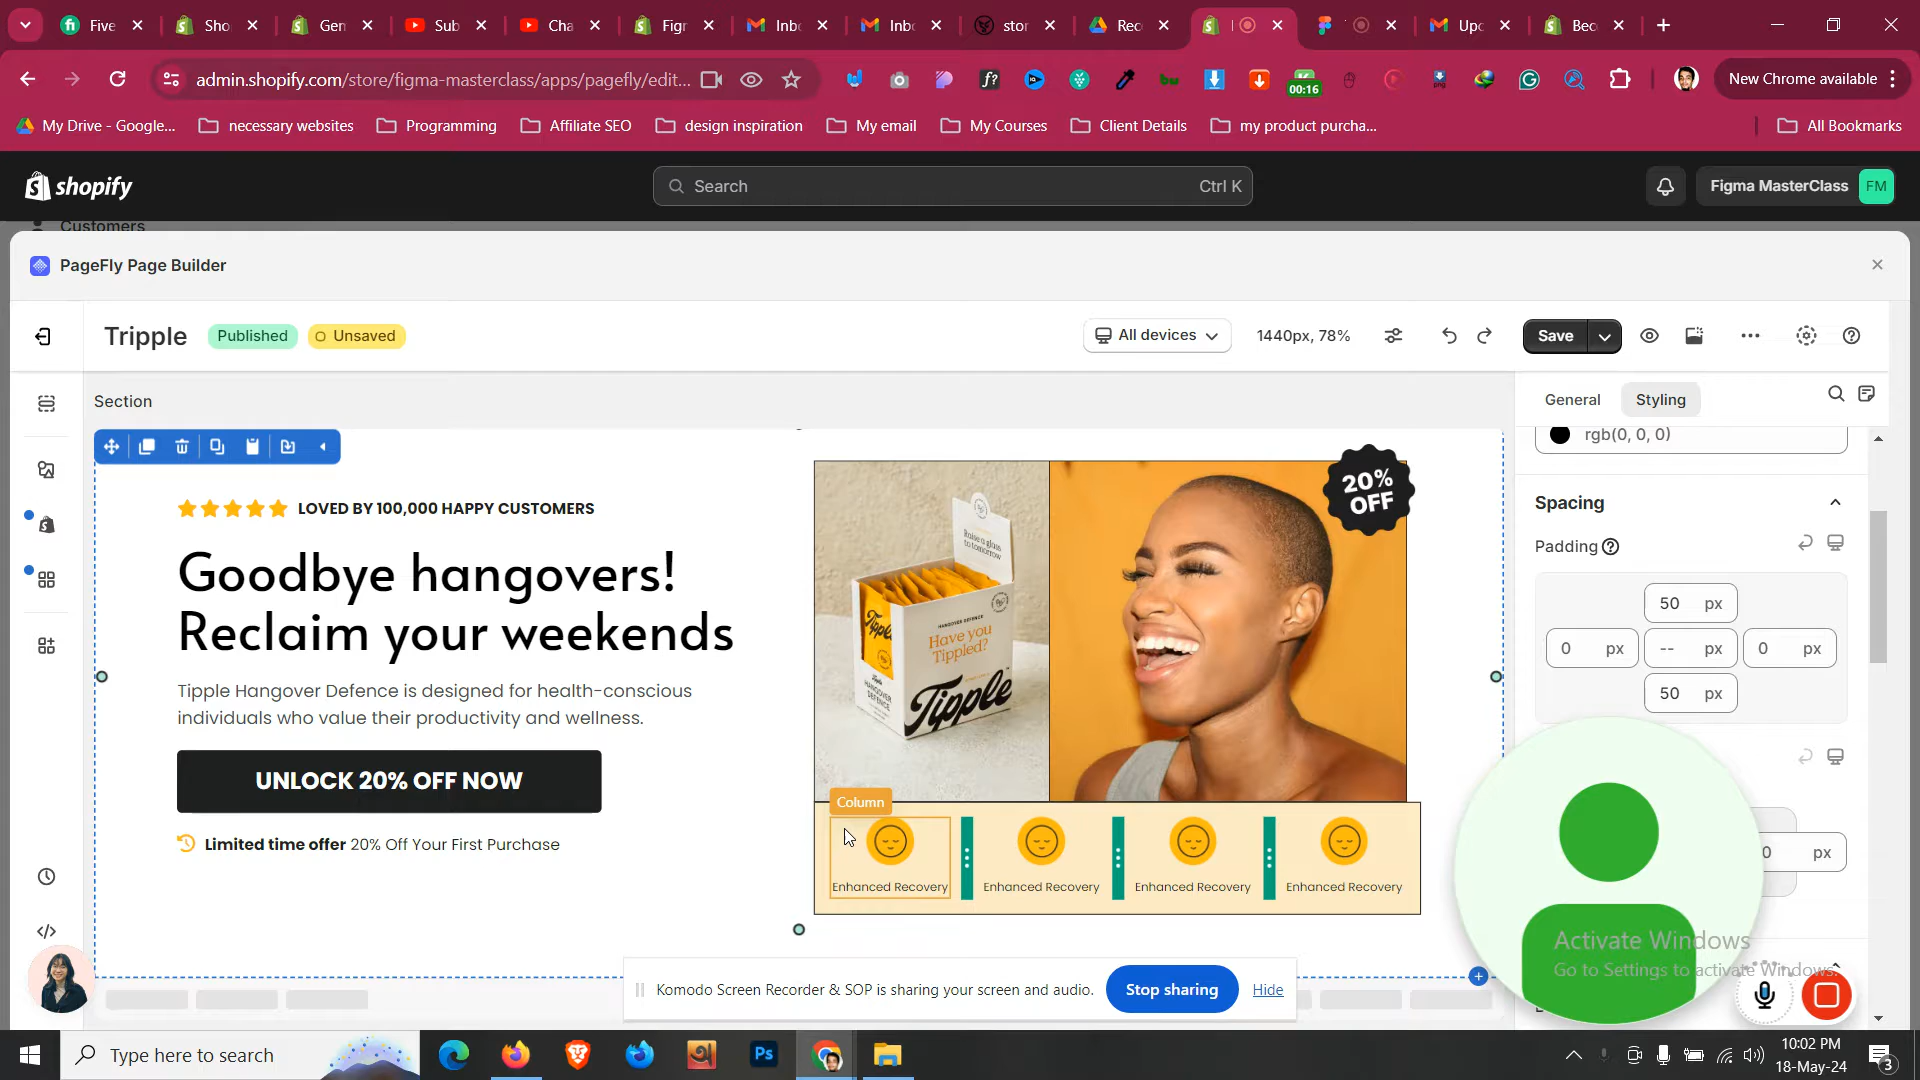 Five
Sho
Gen
Sub
Cha
Figr
Inbo
Inbo
stor
Rec
Upc
Bec
admin.shopify.com/store/figma-masterclass/apps/pagefly/edit...
00:16
New Chrome available
My Drive - Google...
necessary websites
Programming
Affiliate SEO
design inspiration
My email
My Courses
Client Details
my product purcha...
All Bookmarks
shopify
Search
Ctrl K
Figma MasterClass
FM
Customers
PageFly Page Builder
Tripple
Published
Unsaved
All devices
1440px, 78%
Save
Section
General
Styling
rgb(0, 0, 0)
LOVED BY 100,000 HAPPY CUSTOMERS
Goodbye hangovers!
Reclaim your weekends
Tipple Hangover Defence is designed for health-conscious
individuals who value their productivity and wellness.
UNLOCK 20% OFF NOW
Limited time offer 20% Off Your First Purchase
Raise a glass
to tomorrow
HANGOVER DEFENCE
Have you
Tippled?
Tipple
20%
OFF
Column
Enhanced Recovery
Enhanced Recovery
Enhanced Recovery
Enhanced Recovery
Spacing
Padding
50 px
0 px
-- px
0 px
50 px
0 px
Activate Windows
Go to Settings to activate Windows.
Komodo Screen Recorder & SOP is sharing your screen and audio.
Stop sharing
Hide
Type here to search
Ps
10:02 PM
18-May-24
3